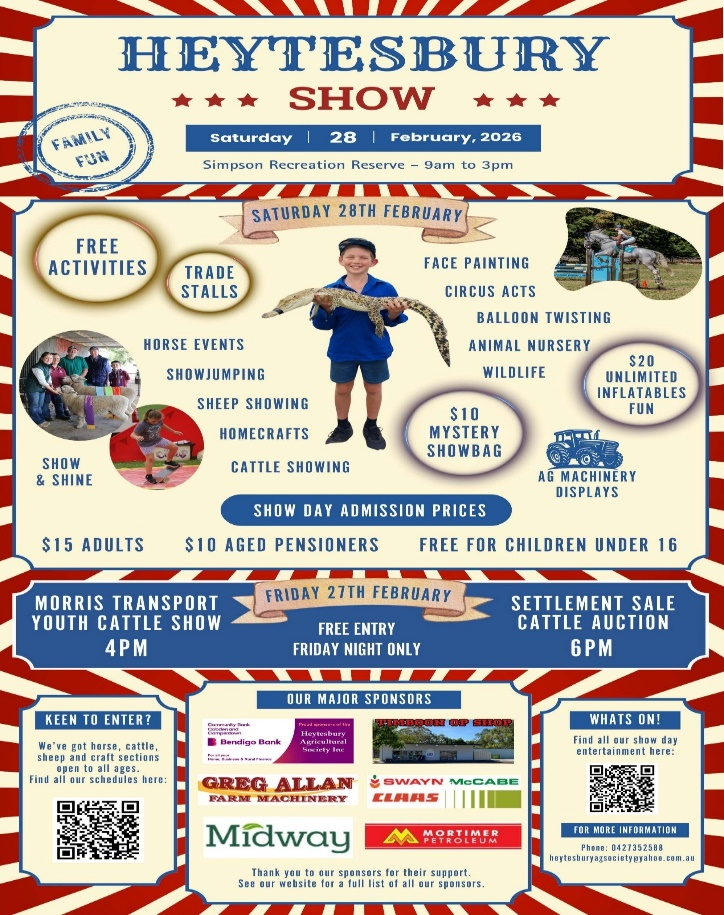 HEYTESBURY
SHOW
FAMILY
FUN
Saturday | 28 | February, 2026
Simpson Recreation Reserve – 9am to 3pm
SATURDAY 28TH FEBRUARY
FREE
ACTIVITIES
TRADE
STALLS
FACE PAINTING
CIRCUS ACTS
BALLOON TWISTING
ANIMAL NURSERY
WILDLIFE
HORSE EVENTS
SHOWJUMPING
SHEEP SHOWING
HOMECRAFTS
CATTLE SHOWING
$20
UNLIMITED
INFLATABLES
FUN
$10
MYSTERY
SHOWBAG
SHOW
& SHINE
AG MACHINERY
DISPLAYS
SHOW DAY ADMISSION PRICES
$15 ADULTS $10 AGED PENSIONERS FREE FOR CHILDREN UNDER 16
FRIDAY 27TH FEBRUARY
MORRIS TRANSPORT
YOUTH CATTLE SHOW
4PM
FREE ENTRY
FRIDAY NIGHT ONLY
SETTLEMENT SALE
CATTLE AUCTION
6PM
KEEN TO ENTER?
We've got horse, cattle,
sheep and craft sections
open to all ages.
Find all our schedules here:
OUR MAJOR SPONSORS
Community Bank
Cobden and
Camperdown
Bendigo Bank
Proud sponsors of the
Heytesbury
Agricultural
Society Inc
TIMBOON OP SHOP
GREG ALLAN
FARM MACHINERY
SWAYN McCABE
CLAAS
Midway
MORTIMER
PETROLEUM
Thank you to our sponsors for their support.
See our website for a full list of all our sponsors.
WHATS ON!
Find all our show day
entertainment here:
FOR MORE INFORMATION
Phone: 0427352588
heytesburyagsociety@yahoo.com.au